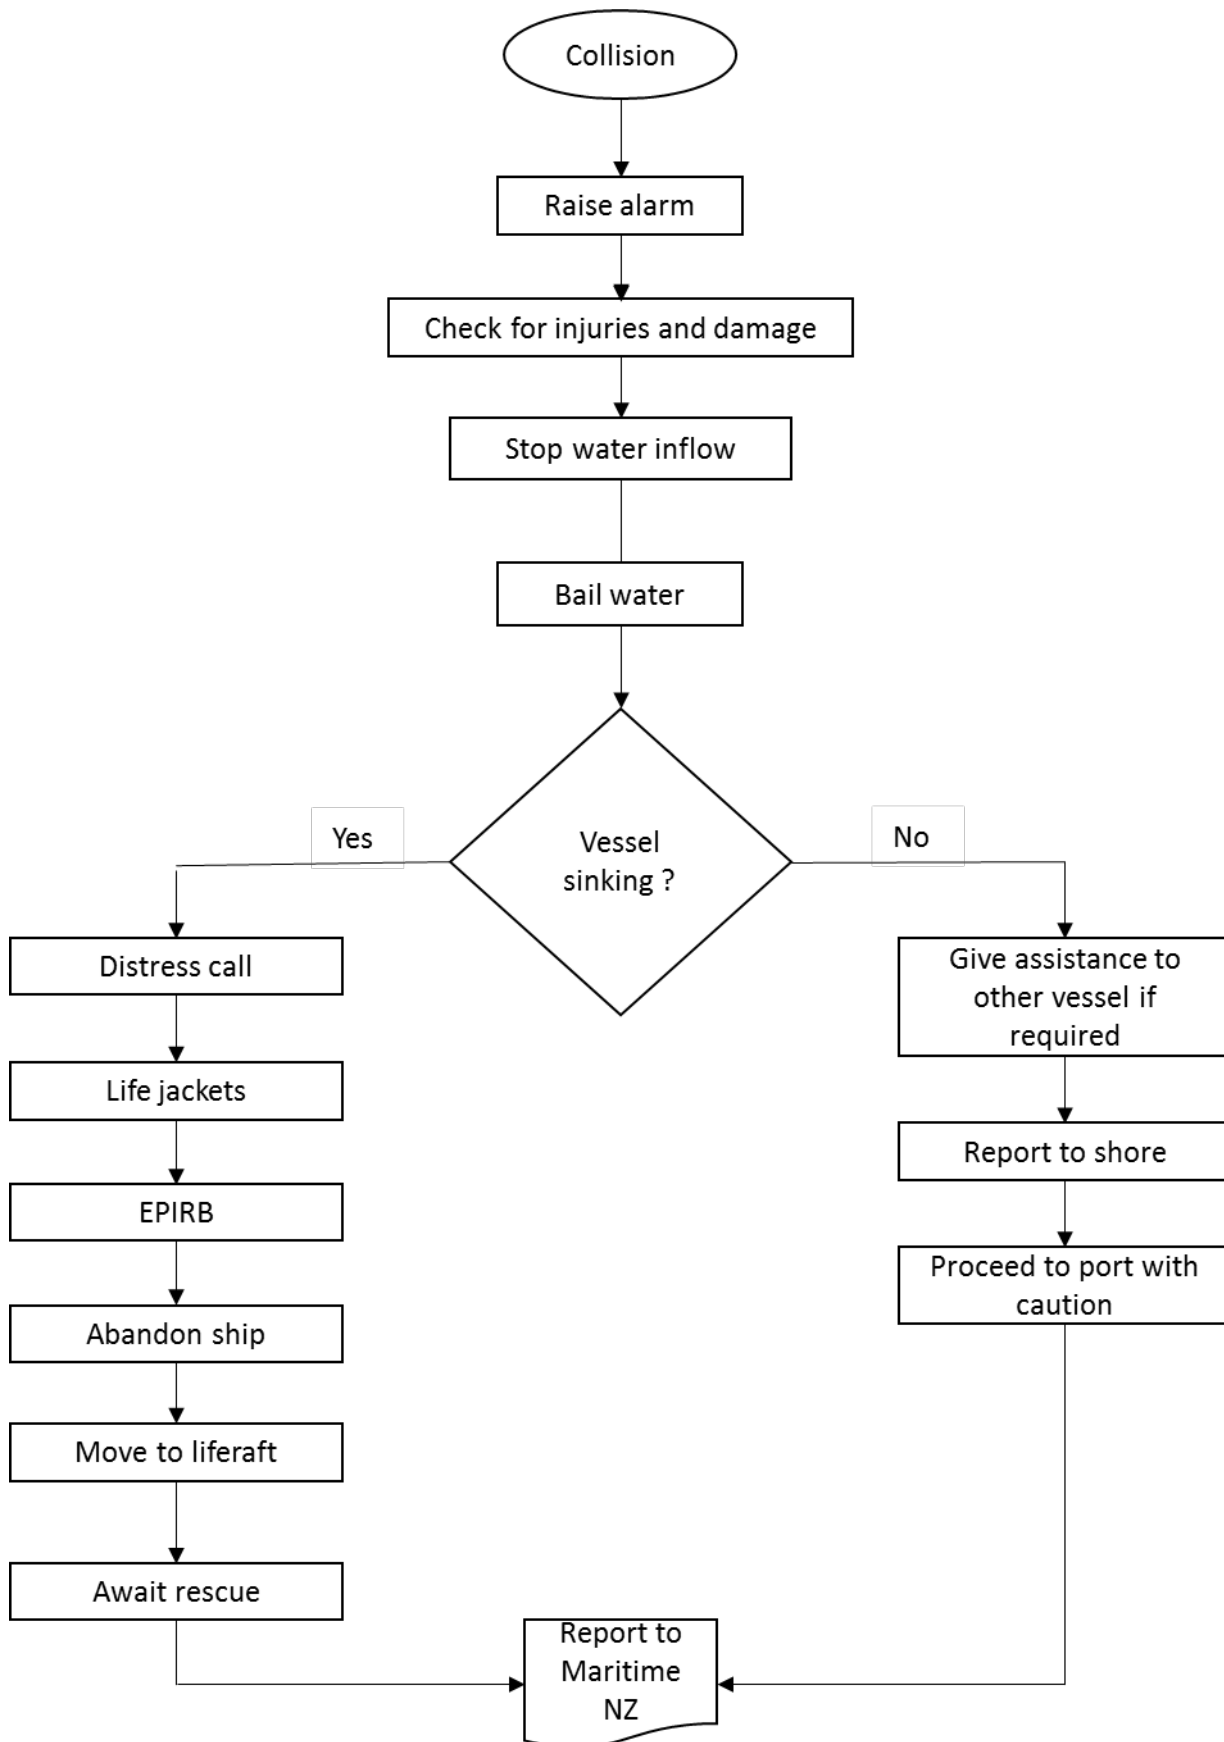 Collision
Raise alarm
Check for injuries and damage
Stop water inflow
Bail water
Vessel
sinking ?
Yes
No
Distress call
Life jackets
EPIRB
Abandon ship
Move to liferaft
Await rescue
Give assistance to
other vessel if
required
Report to shore
Proceed to port with
caution
Report to
Maritime
NZ